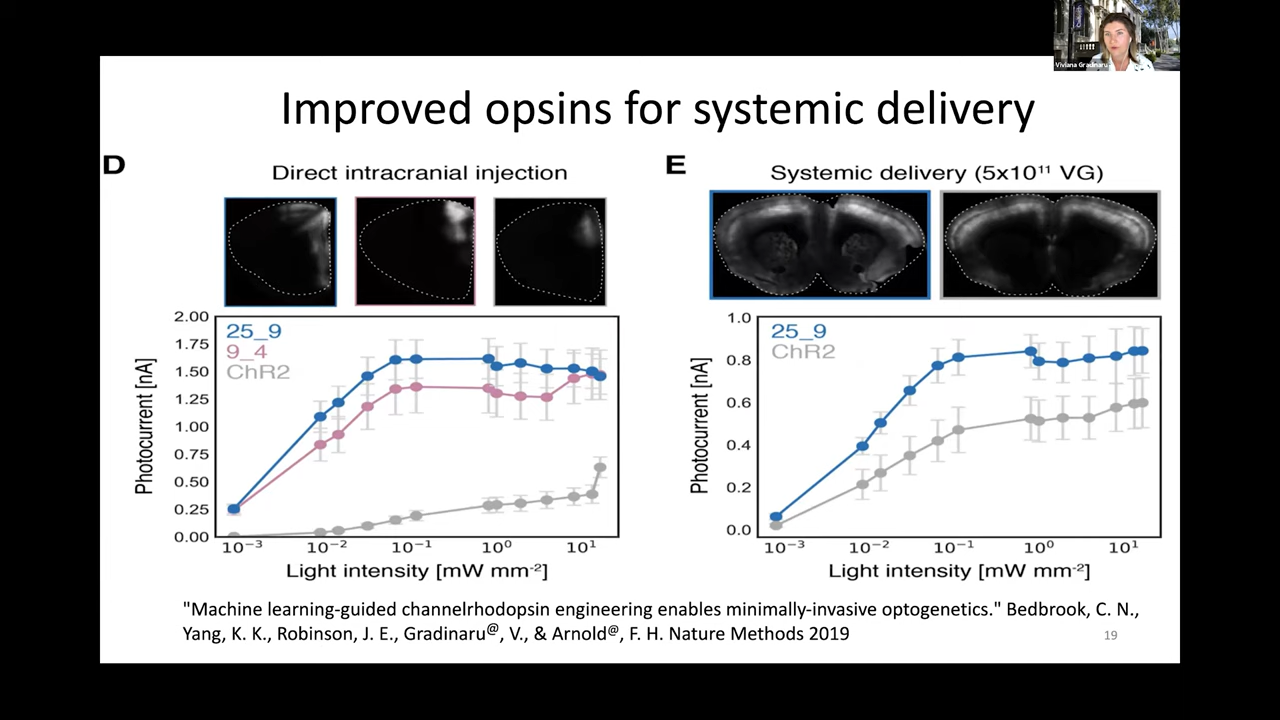 Viviana Gradinaru
Improved opsins for systemic delivery
D
Direct intracranial injection
25_9
9_4
ChR2
Photocurrent [nA]
2.00
1.75
1.50
1.25
1.00
0.75
0.50
0.25
0.00
10⁻³ 10⁻² 10⁻¹ 10⁰ 10¹
Light intensity [mW mm⁻²]
E
Systemic delivery (5x10¹¹ VG)
25_9
ChR2
Photocurrent [nA]
1.0
0.8
0.6
0.4
0.2
0.0
10⁻³ 10⁻² 10⁻¹ 10⁰ 10¹
Light intensity [mW mm⁻²]
"Machine learning-guided channelrhodopsin engineering enables minimally-invasive optogenetics." Bedbrook, C. N.,
Yang, K. K., Robinson, J. E., Gradinaru@, V., & Arnold@, F. H. Nature Methods 2019
19